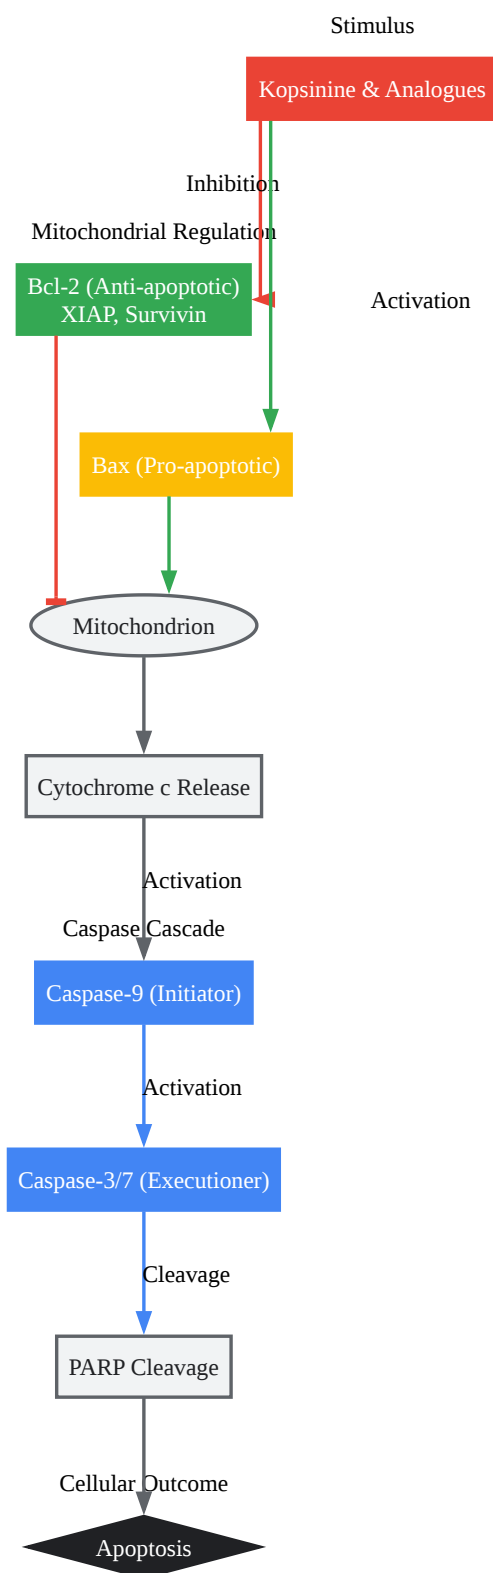 Stimulus
Kopsinine & Analogues
Inhibition
Mitochondrial Regulation
Bcl-2 (Anti-apoptotic)
XIAP, Survivin
Activation
Bax (Pro-apoptotic)
Mitochondrion
Cytochrome c Release
Activation
Caspase Cascade
Caspase-9 (Initiator)
Activation
Caspase-3/7 (Executioner)
Cleavage
PARP Cleavage
Cellular Outcome
Apoptosis